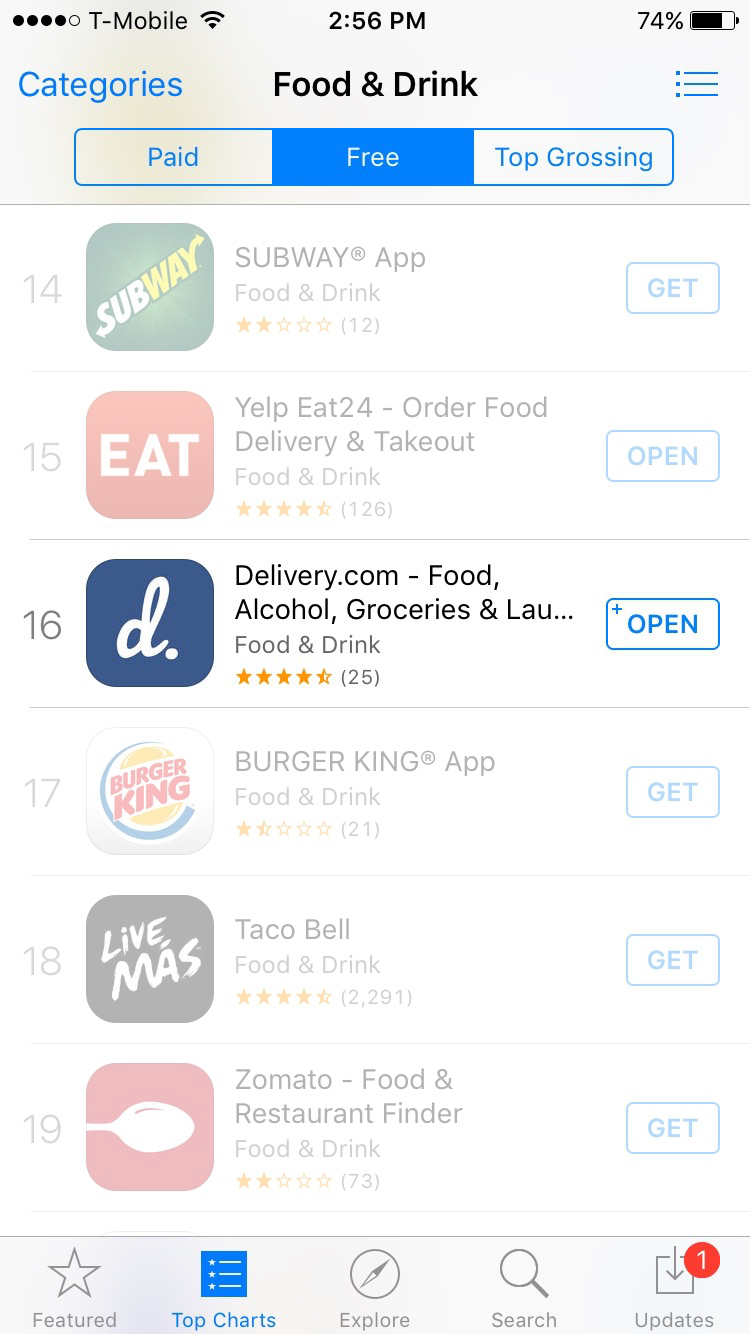 T-Mobile 2:56 PM 74%
Categories Food & Drink
Paid Free Top Grossing
14 SUBWAY SUBWAY® App
Food & Drink
(12)
GET
15 EAT Yelp Eat24 - Order Food
Delivery & Takeout
Food & Drink
(126)
OPEN
16 d. Delivery.com - Food,
Alcohol, Groceries & Lau...
Food & Drink
(25)
+ OPEN
17 BURGER KING BURGER KING® App
Food & Drink
(21)
GET
18 LIVE MÁS Taco Bell
Food & Drink
(2,291)
GET
19 Zomato - Food &
Restaurant Finder
Food & Drink
(73)
GET
1
Featured Top Charts Explore Search Updates